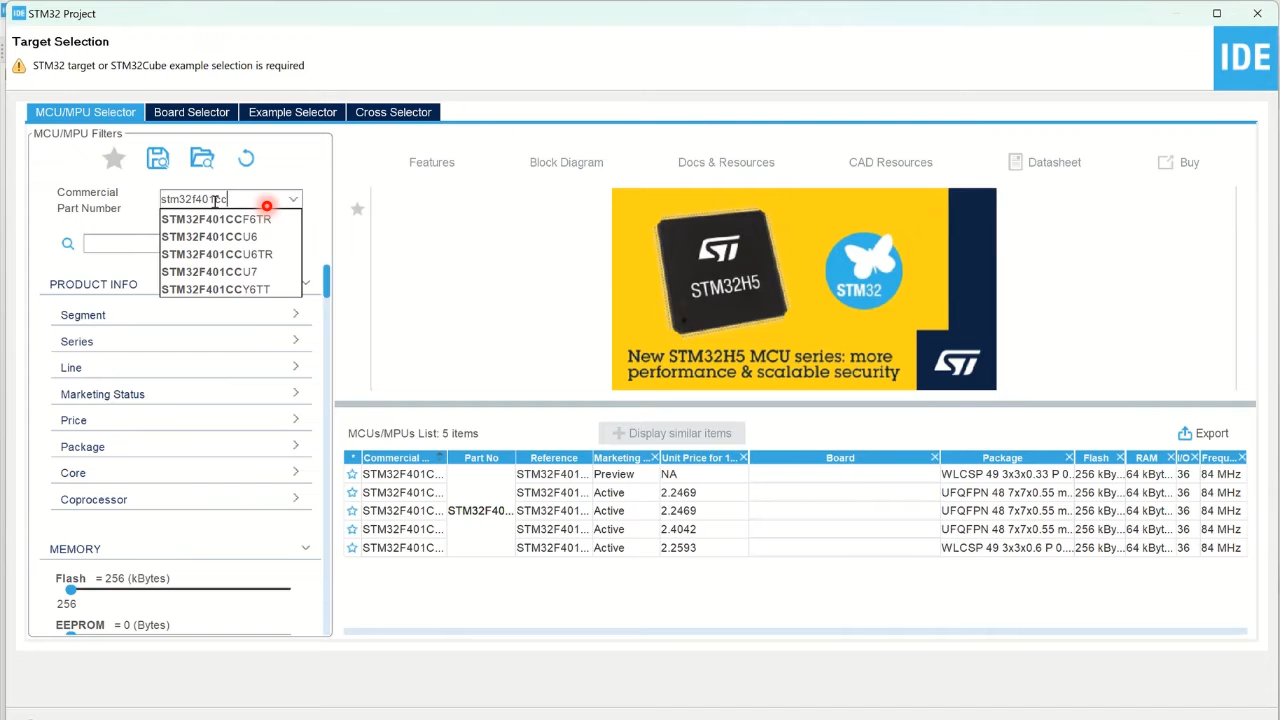 IDE STM32 Project
Target Selection
STM32 target or STM32Cube example selection is required
IDE
MCU/MPU Selector Board Selector Example Selector Cross Selector
MCU/MPU Filters
Features Block Diagram Docs & Resources CAD Resources Datasheet Buy
Commercial
Part Number
stm32f401cc
STM32F401CCF6TR
STM32F401CCU6
STM32F401CCU6TR
STM32F401CCU7
STM32F401CCY6TT
PRODUCT INFO
Segment
Series
Line
Marketing Status
Price
Package
Core
Coprocessor
MEMORY
Flash = 256 (kBytes)
256
EEPROM = 0 (Bytes)
STM32H5
STM32
New STM32H5 MCU series: more
performance & scalable security
ST
MCUs/MPUs List: 5 items Display similar items Export
* Commercial ... Part No Reference Marketing ... Unit Price for 1... Board Package Flash RAM I/O Frequ...
STM32F401C... STM32F401... Preview NA WLCSP 49 3x3x0.33 P 0... 256 kBy... 64 kByt... 36 84 MHz
STM32F401C... STM32F401... Active 2.2469 UFQFPN 48 7x7x0.55 m... 256 kBy... 64 kByt... 36 84 MHz
STM32F401C... STM32F40... STM32F401... Active 2.2469 UFQFPN 48 7x7x0.55 m... 256 kBy... 64 kByt... 36 84 MHz
STM32F401C... STM32F401... Active 2.4042 UFQFPN 48 7x7x0.55 m... 256 kBy... 64 kByt... 36 84 MHz
STM32F401C... STM32F401... Active 2.2593 WLCSP 49 3x3x0.6 P 0.... 256 kBy... 64 kByt... 36 84 MHz